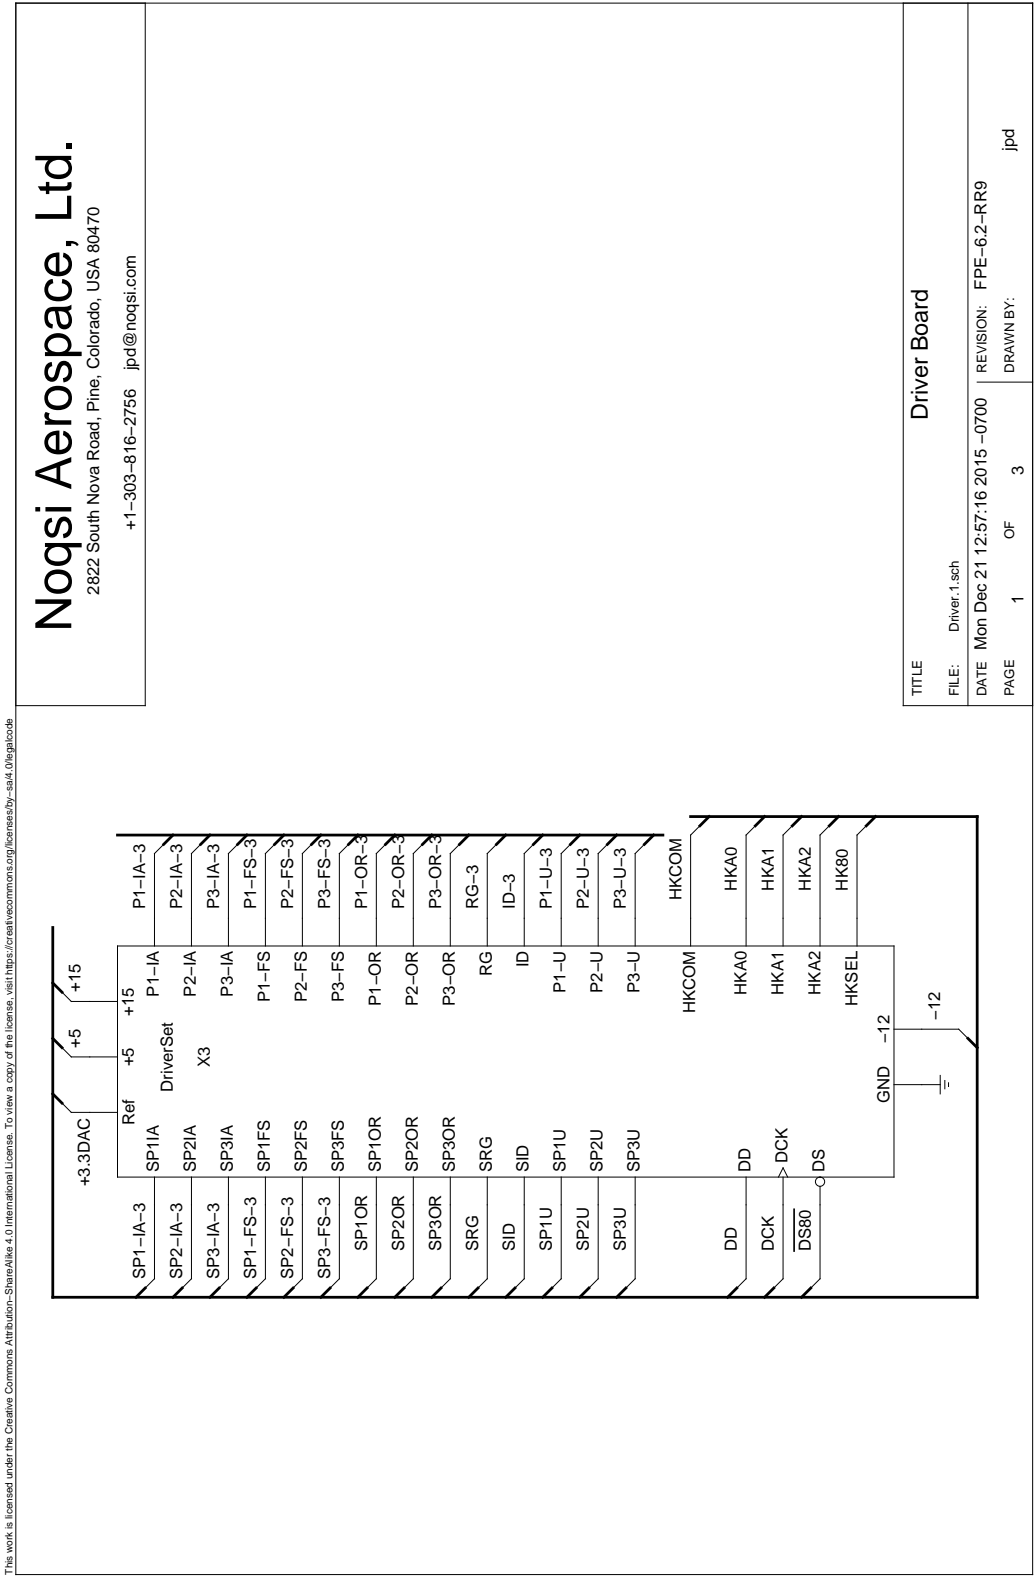 This work is licensed under the Creative Commons Attribution−ShareAlike 4.0 International License. To view a copy of the license, visit https://creativecommons.org/licenses/by−sa/4.0/legalcode
Noqsi Aerospace, Ltd.
2822 South Nova Road, Pine, Colorado, USA 80470
+1−303−816−2756 jpd@noqsi.com
+3.3DAC
+5
+15
Ref
+5
+15
DriverSet
X3
SP1−IA−3 SP1IA P1−IA P1−IA−3
SP2−IA−3 SP2IA P2−IA P2−IA−3
SP3−IA−3 SP3IA P3−IA P3−IA−3
SP1−FS−3 SP1FS P1−FS P1−FS−3
SP2−FS−3 SP2FS P2−FS P2−FS−3
SP3−FS−3 SP3FS P3−FS P3−FS−3
SP1OR SP1OR P1−OR P1−OR−3
SP2OR SP2OR P2−OR P2−OR−3
SP3OR SP3OR P3−OR P3−OR−3
SRG SRG RG RG−3
SID SID ID ID−3
SP1U SP1U P1−U P1−U−3
SP2U SP2U P2−U P2−U−3
SP3U SP3U P3−U P3−U−3
HKCOM HKCOM
DD DD HKA0 HKA0
DCK DCK HKA1 HKA1
DS80 DS HKA2 HKA2
HKSEL HK80
GND −12
−12
TITLE
Driver Board
FILE: Driver.1.sch
DATE Mon Dec 21 12:57:16 2015 −0700 REVISION: FPE−6.2−RR9
PAGE 1 OF 3 DRAWN BY: jpd